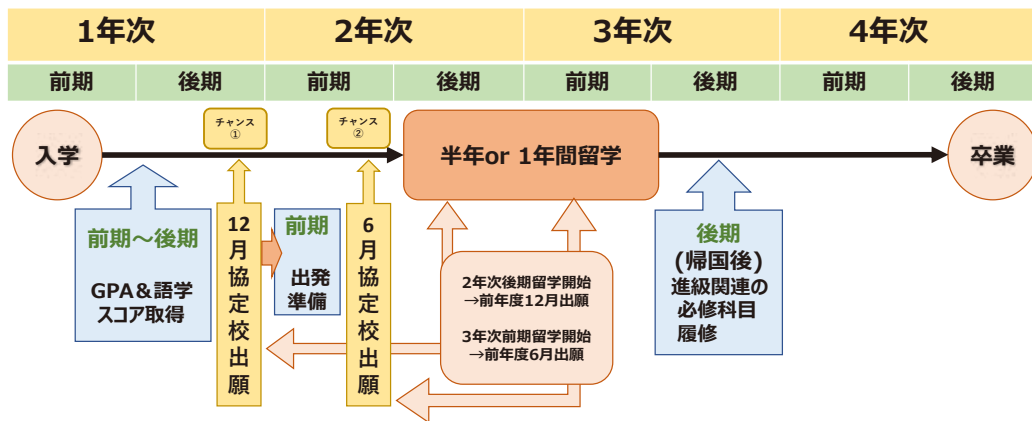 1年次
2年次
3年次
4年次
前期
後期
前期
後期
前期
後期
前期
後期
入学
チャンス
①
チャンス
②
半年or 1年間留学
卒業
前期～後期
GPA＆語学
スコア取得
12月協定校出願
前期
出発
準備
6月協定校出願
2年次後期留学開始
→前年度12月出願
3年次前期留学開始
→前年度6月出願
後期
(帰国後)
進級関連の
必修科目
履修